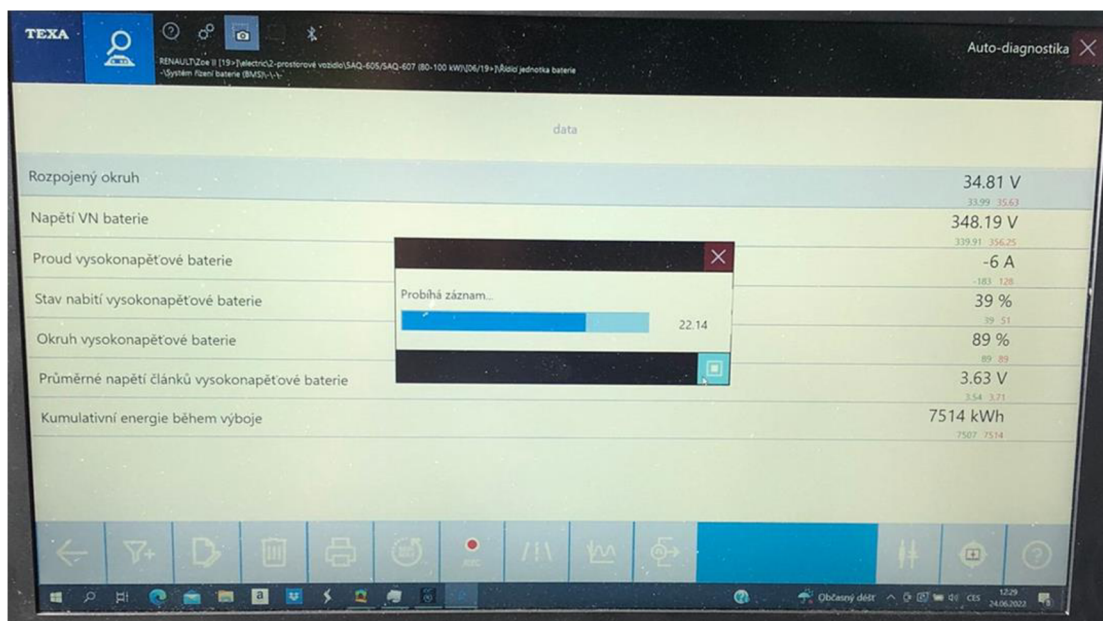 TEXA
Auto-diagnostika
RENAULT\Zoe II [19>]\electric\2-prostorové vozidlo\5AQ-605/5AQ-607 (80-100 kW)\[06/19>]\Řídicí jednotka baterie
-\Systém řízení baterie (BMS)\-\-\-
data
Rozpojený okruh 34.81 V
33.99 35.63
Napětí VN baterie 348.19 V
339.91 356.25
Proud vysokonapěťové baterie -6 A
-183 128
Probíhá záznam...
22.14
Stav nabití vysokonapěťové baterie 39 %
39 51
Okruh vysokonapěťové baterie 89 %
89 89
Průměrné napětí článků vysokonapěťové baterie 3.63 V
3.54 3.71
Kumulativní energie během výboje 7514 kWh
7507 7514
REC
Občasný déšť
CES
12:29
24.06.2022